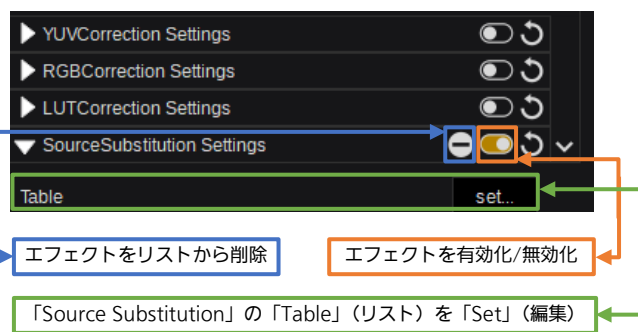 YUVCorrection Settings
RGBCorrection Settings
LUTCorrection Settings
SourceSubstitution Settings
Table set...
エフェクトをリストから削除 エフェクトを有効化/無効化
「Source Substitution」の「Table」（リスト）を「Set」（編集）